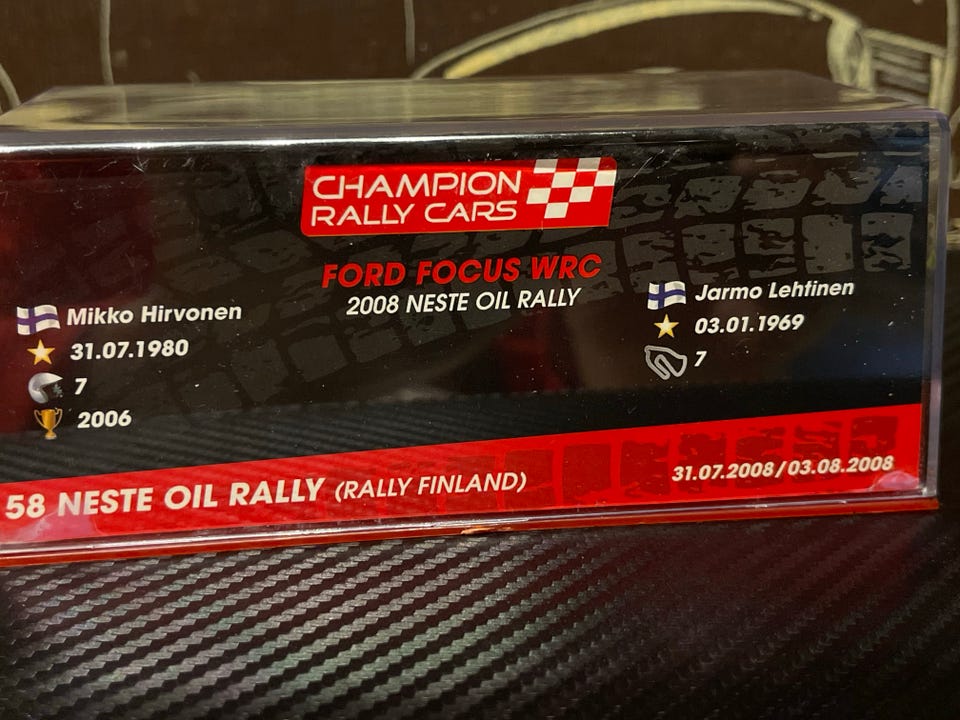 CHAMPION
RALLY CARS
FORD FOCUS WRC
2008 NESTE OIL RALLY
Mikko Hirvonen
31.07.1980
7
2006
Jarmo Lehtinen
03.01.1969
7
58 NESTE OIL RALLY (RALLY FINLAND)
31.07.2008/03.08.2008